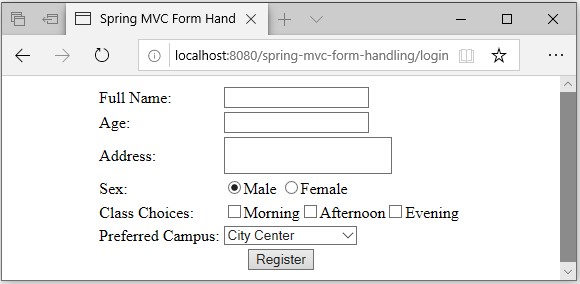 Spring MVC Form Hand
localhost:8080/spring-mvc-form-handling/login
Full Name:
Age:
Address:
Sex: Male Female
Class Choices: Morning Afternoon Evening
Preferred Campus: City Center
Register